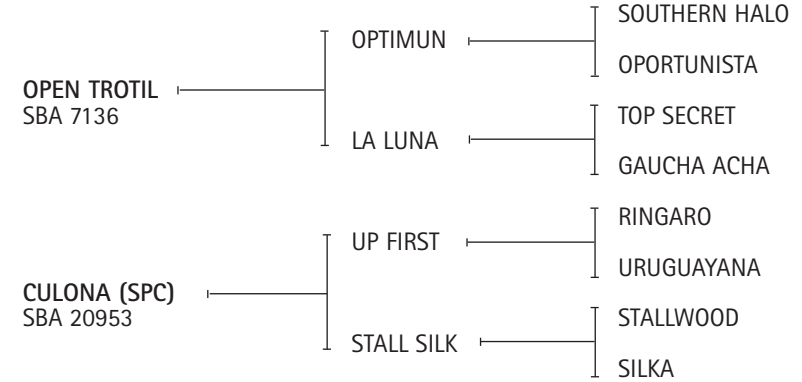 SOUTHERN HALO
OPTIMUN
OPORTUNISTA
OPEN TROTIL
SBA 7136
TOP SECRET
LA LUNA
GAUCHA ACHA
RINGARO
UP FIRST
URUGUAYANA
CULONA (SPC)
SBA 20953
STALLWOOD
STALL SILK
SILKA